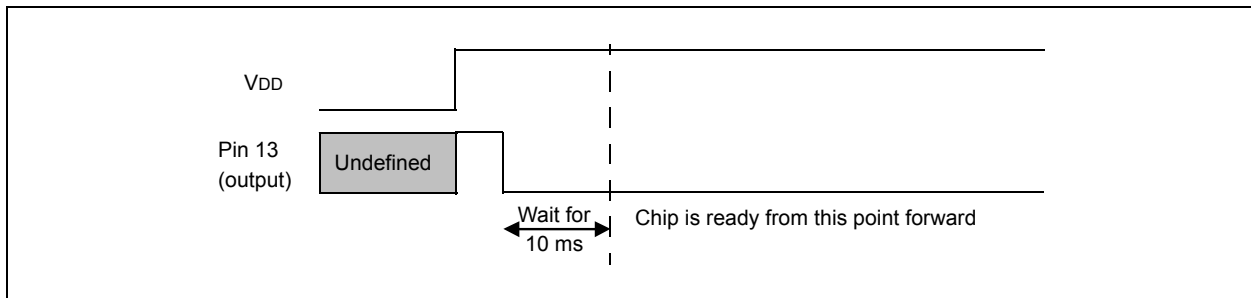 VDD
Pin 13
(output)
Undefined
Wait for
10 ms
Chip is ready from this point forward